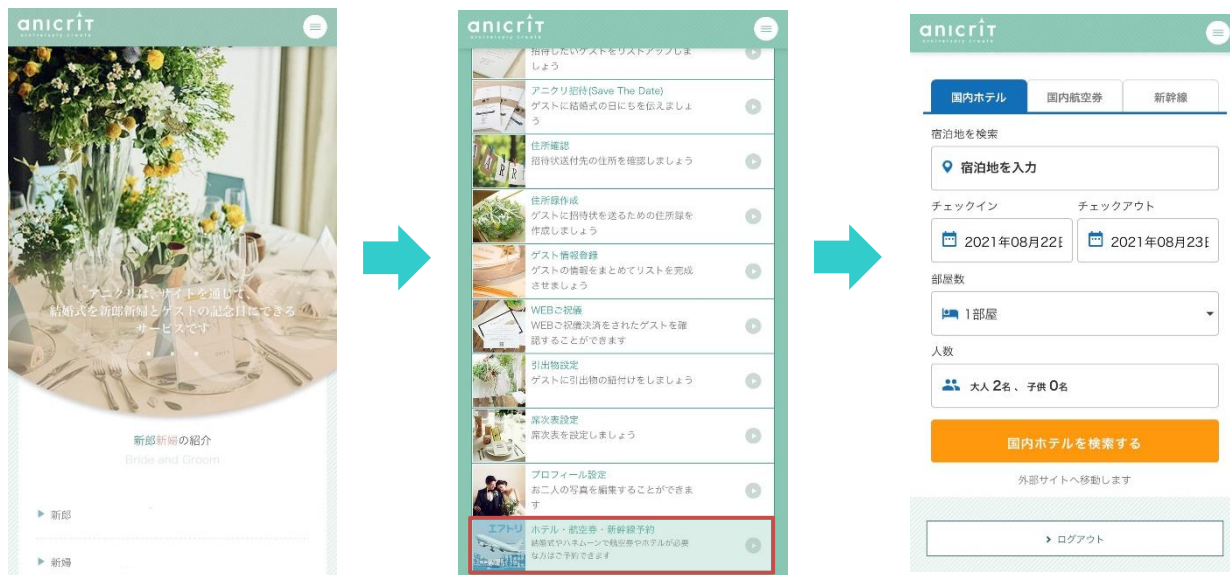 anicrit
anniversary create
アニクリは、サイトを通じて、
結婚式を新郎新婦とゲストの記念日にできる
サービスです
新郎新婦の紹介
Bride and Groom
新郎
新婦
anicrit
anniversary create
招待したいゲストをリストアップしま
しょう
アニクリ招待(Save The Date)
ゲストに結婚式の日にちを伝えましょ
う
住所確認
招待状送付先の住所を確認しましょう
住所録作成
ゲストに招待状を送るための住所録を
作成しましょう
ゲスト情報登録
ゲストの情報をまとめてリストを完成
させましょう
WEBご祝儀
WEBご祝儀決済をされたゲストを確
認することができます
引出物設定
ゲストに引出物の紐付けをしましょう
席次表設定
席次表を設定しましょう
プロフィール設定
お二人の写真を編集することができま
す
エアトリ
ホテル・航空券・新幹線予約
結婚式やハネムーンで航空券やホテルが必要
な方はご予約できます
anicrit
anniversary create
国内ホテル 国内航空券 新幹線
宿泊地を検索
宿泊地を入力
チェックイン チェックアウト
2021年08月22 2021年08月23
部屋数
1部屋
人数
大人 2名 、 子供 0名
国内ホテルを検索する
外部サイトへ移動します
ログアウト